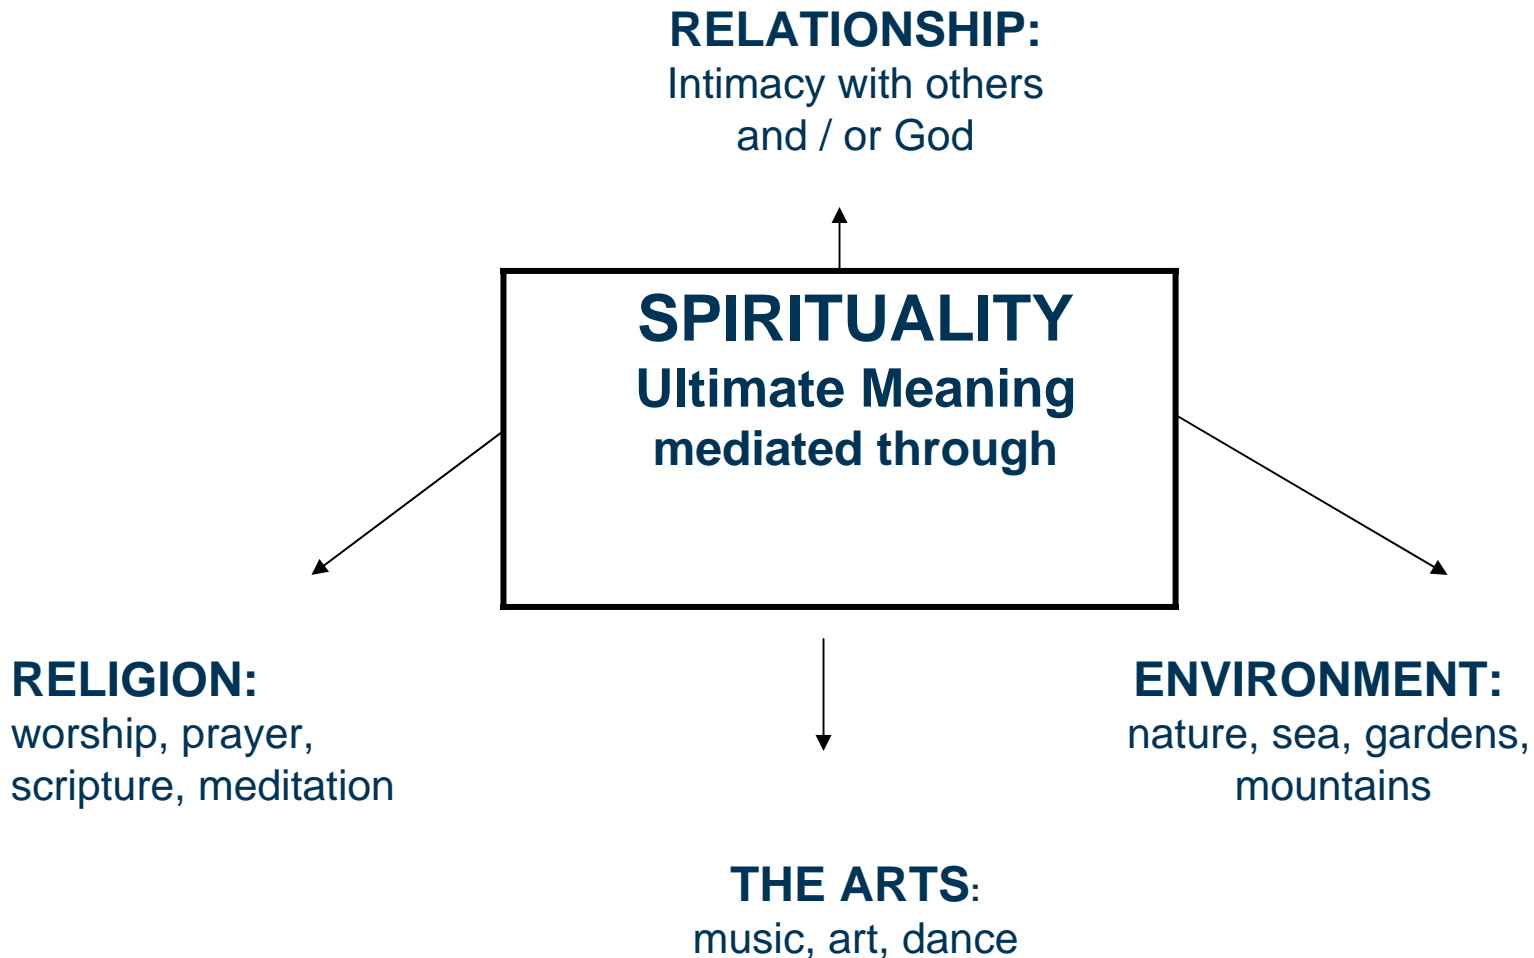 RELATIONSHIP:
Intimacy with others
and / or God
SPIRITUALITY
Ultimate Meaning
mediated through
RELIGION:
worship, prayer,
scripture, meditation
ENVIRONMENT:
nature, sea, gardens,
mountains
THE ARTS:
music, art, dance